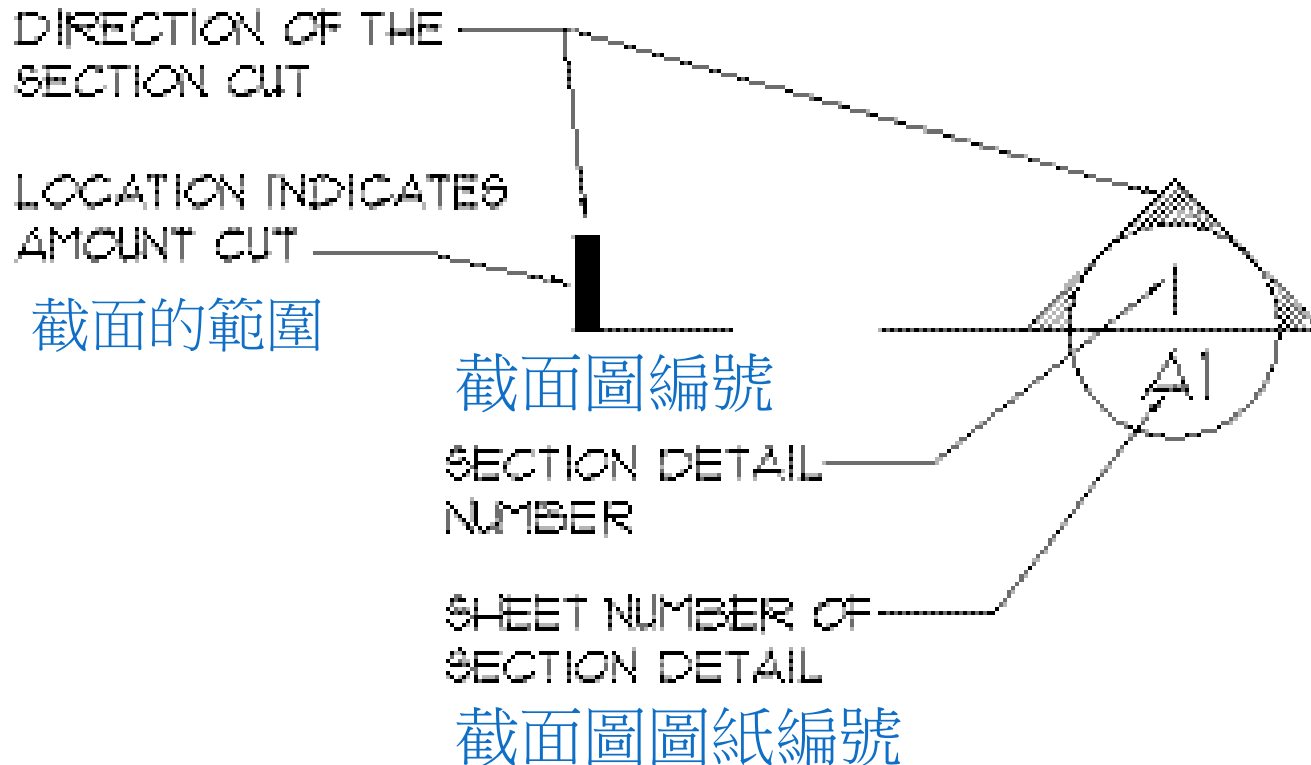 DIRECTION OF THE
SECTION CUT
LOCATION INDICATES
AMOUNT CUT
截面的範圍
截面圖編號
SECTION DETAIL
NUMBER
1
A1
SHEET NUMBER OF
SECTION DETAIL
截面圖圖紙編號